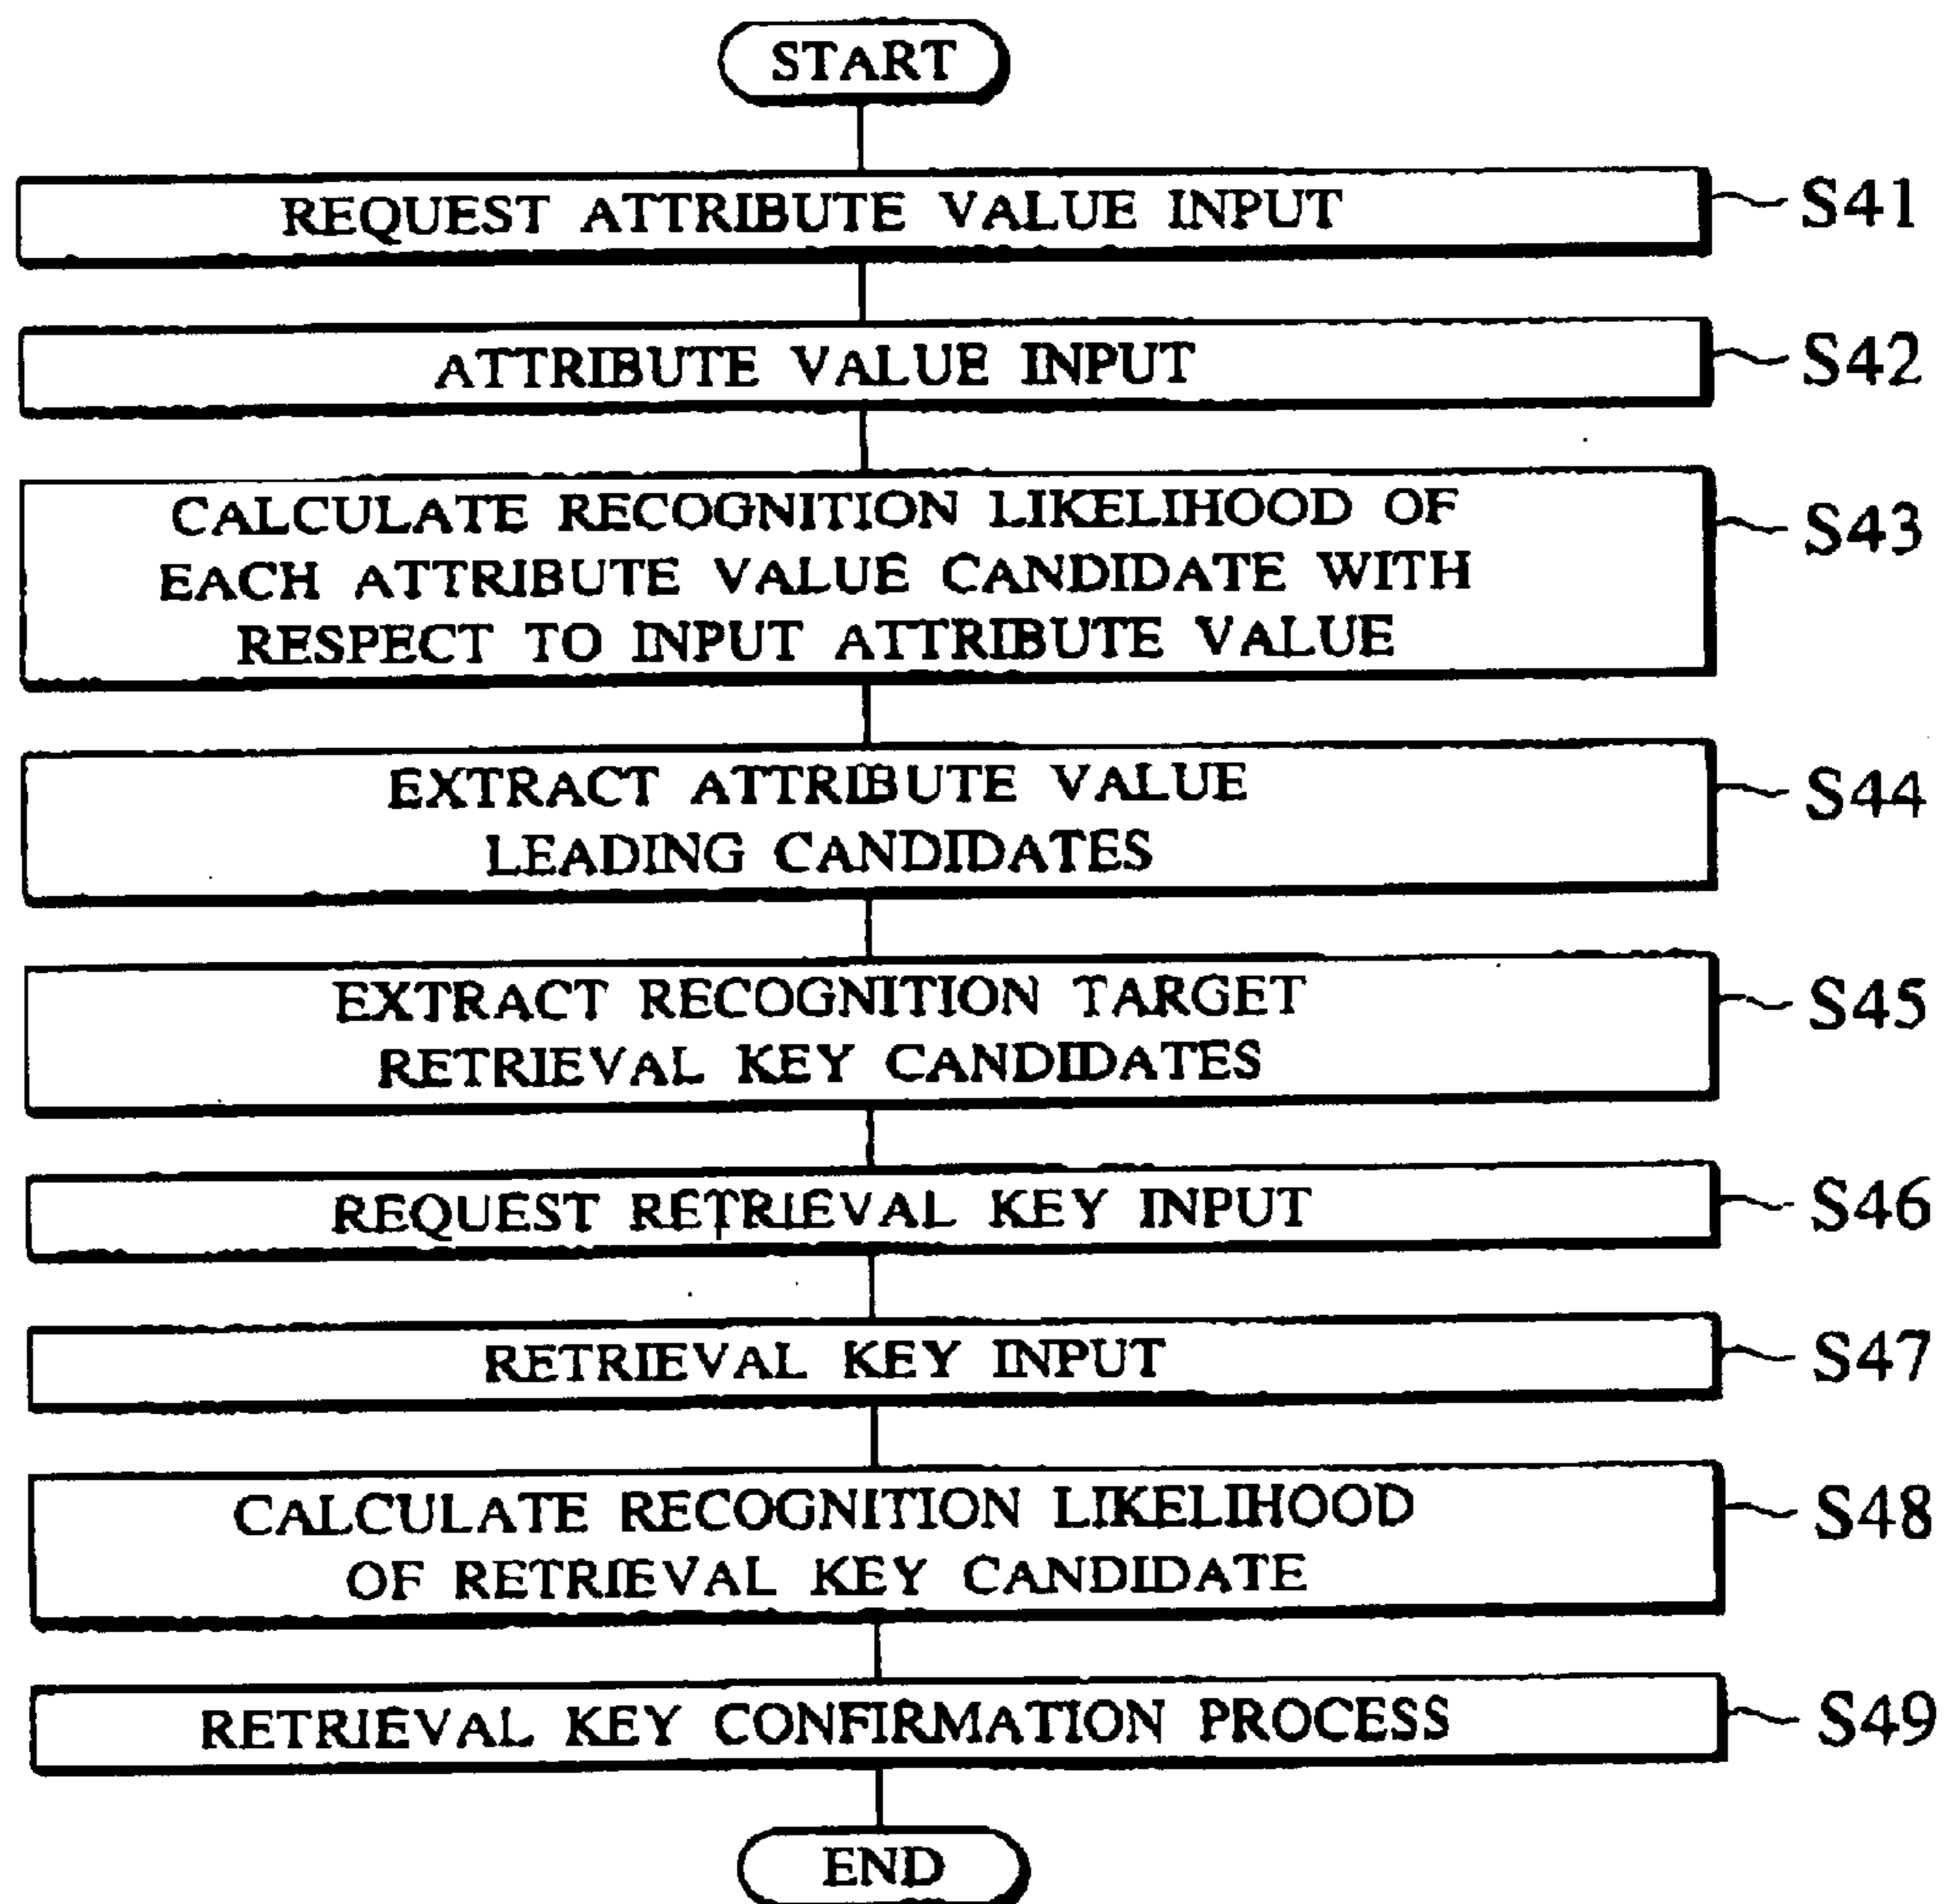 START
REQUEST ATTRIBUTE VALUE INPUT
S41
ATTRIBUTE VALUE INPUT
S42
CALCULATE RECOGNITION LIKELIHOOD OF
EACH ATTRIBUTE VALUE CANDIDATE WITH
RESPECT TO INPUT ATTRIBUTE VALUE
S43
EXTRACT ATTRIBUTE VALUE
LEADING CANDIDATES
S44
EXTRACT RECOGNITION TARGET
RETRIEVAL KEY CANDIDATES
S45
REQUEST RETRIEVAL KEY INPUT
S46
RETRIEVAL KEY INPUT
S47
CALCULATE RECOGNITION LIKELIHOOD
OF RETRIEVAL KEY CANDIDATE
S48
RETRIEVAL KEY CONFIRMATION PROCESS
S49
END